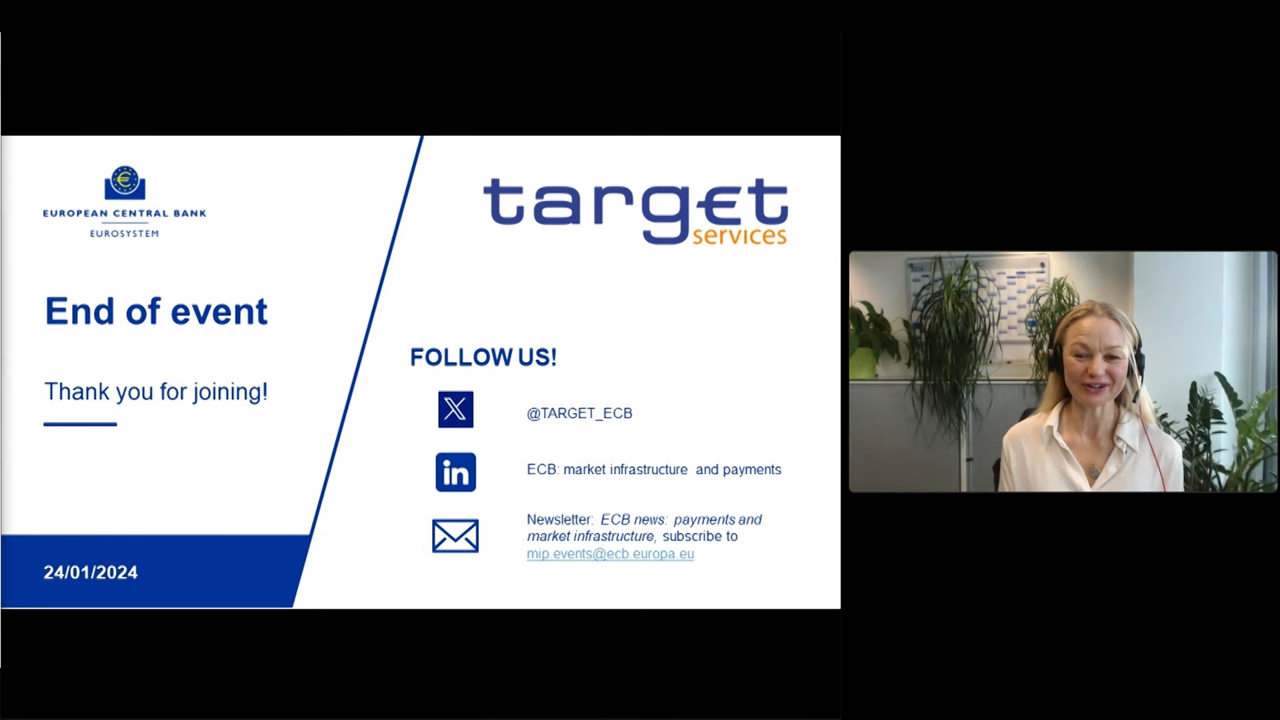 EUROPEAN CENTRAL BANK
EUROSYSTEM
End of event
Thank you for joining!
24/01/2024
target
services
FOLLOW US!
@TARGET_ECB
ECB: market infrastructure and payments
Newsletter: ECB news: payments and
market infrastructure, subscribe to
mip.events@ecb.europa.eu